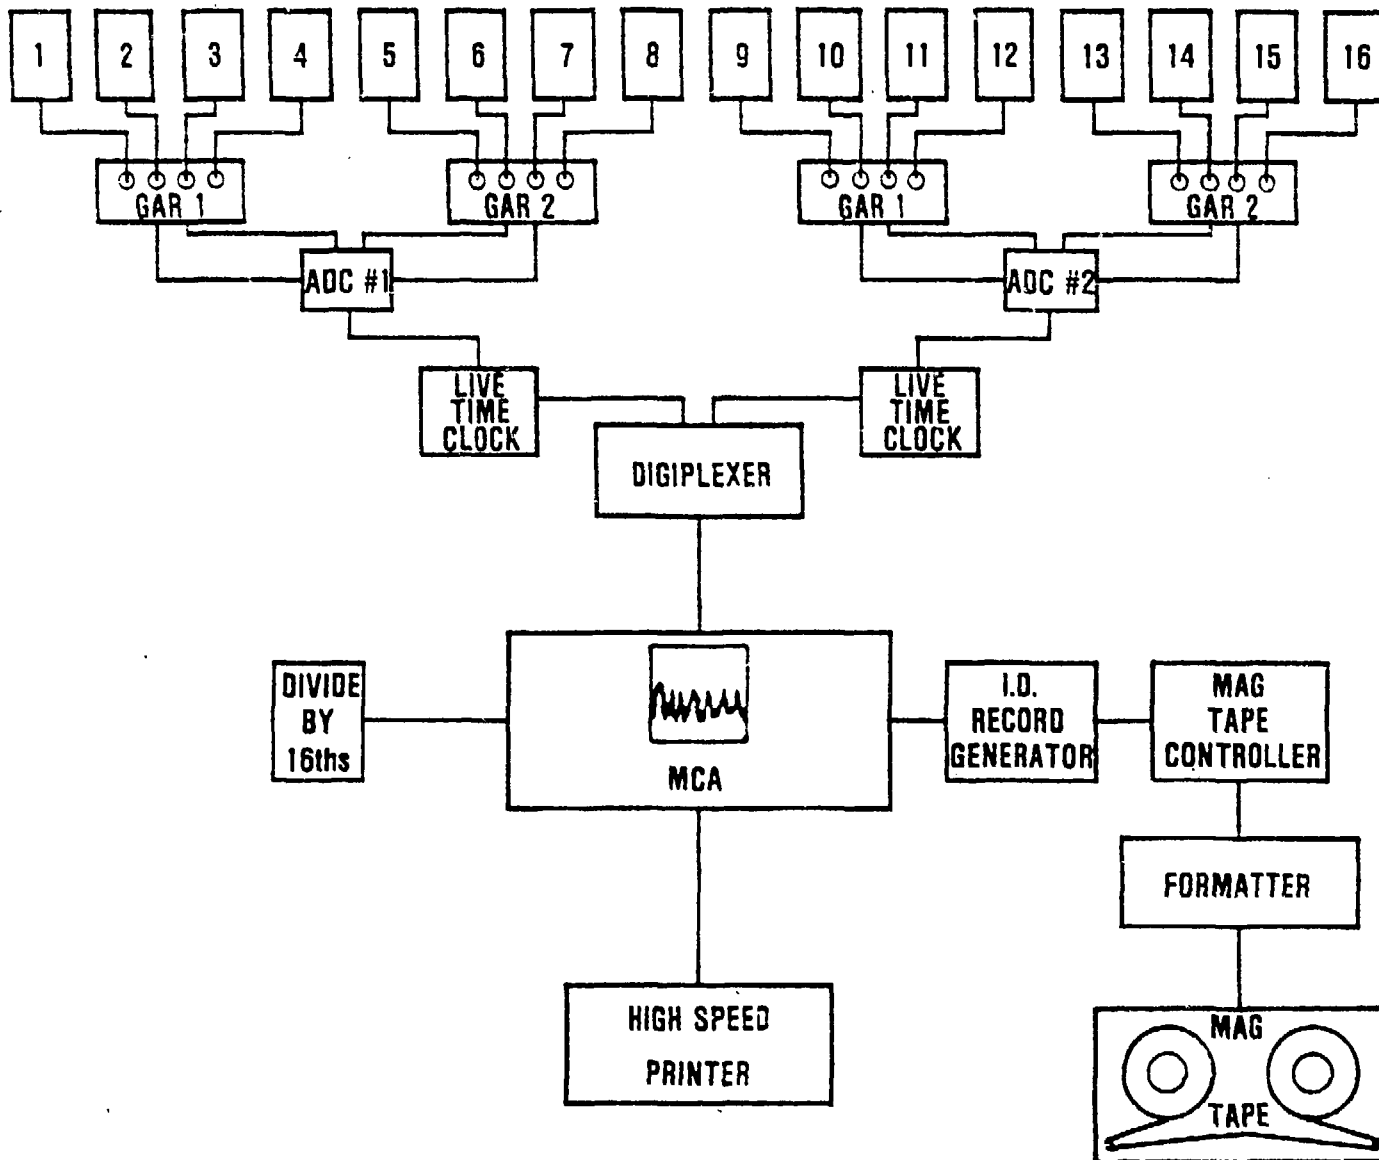 1 2 3 4 5 6 7 8 9 10 11 12 13 14 15 16
GAR 1 GAR 2 GAR 1 GAR 2
ADC #1 ADC #2
LIVE
TIME
CLOCK
LIVE
TIME
CLOCK
DIGIPLEXER
DIVIDE
BY
16ths
MCA
I.D.
RECORD
GENERATOR
MAG
TAPE
CONTROLLER
FORMATTER
HIGH SPEED
PRINTER
MAG
TAPE